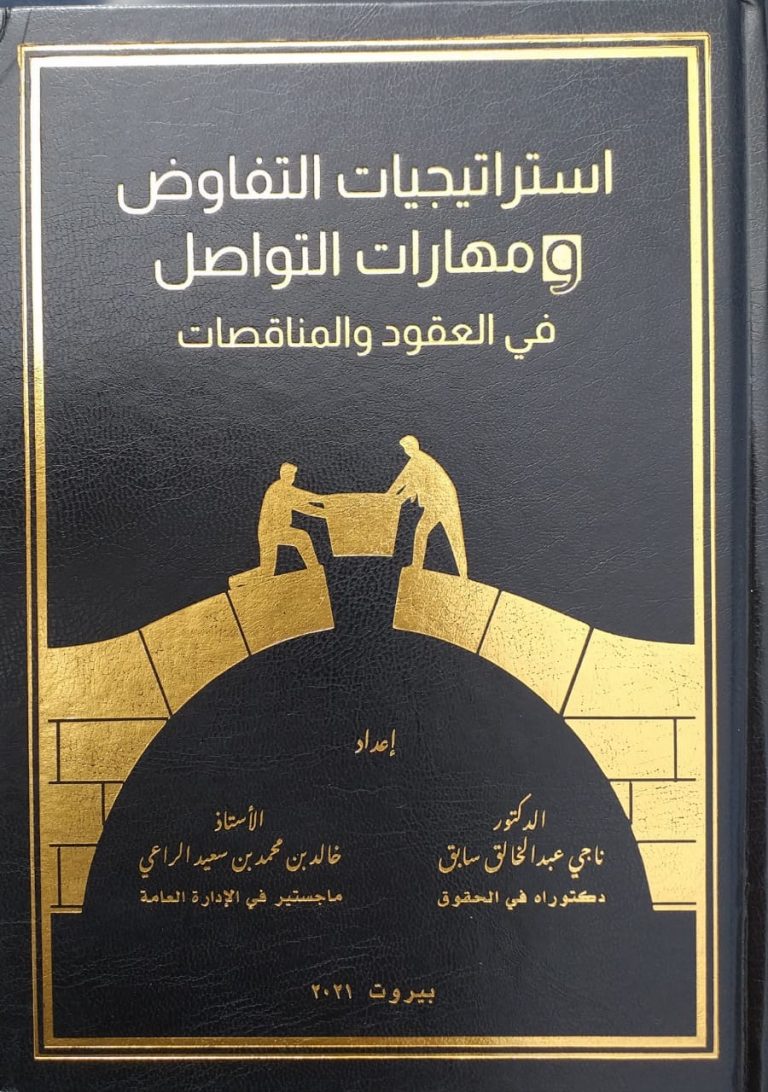 استراتيجيات التفاوض
و مهارات التواصل
في العقود والمناقصات
إعداد
الدكتور
ناجي عبد الخالق سابق
دكتوراه في الحقوق
الأستاذ
خالد بن محمد بن سعيد الراعي
ماجستير في الإدارة العامة
بيروت ٢٠٢١